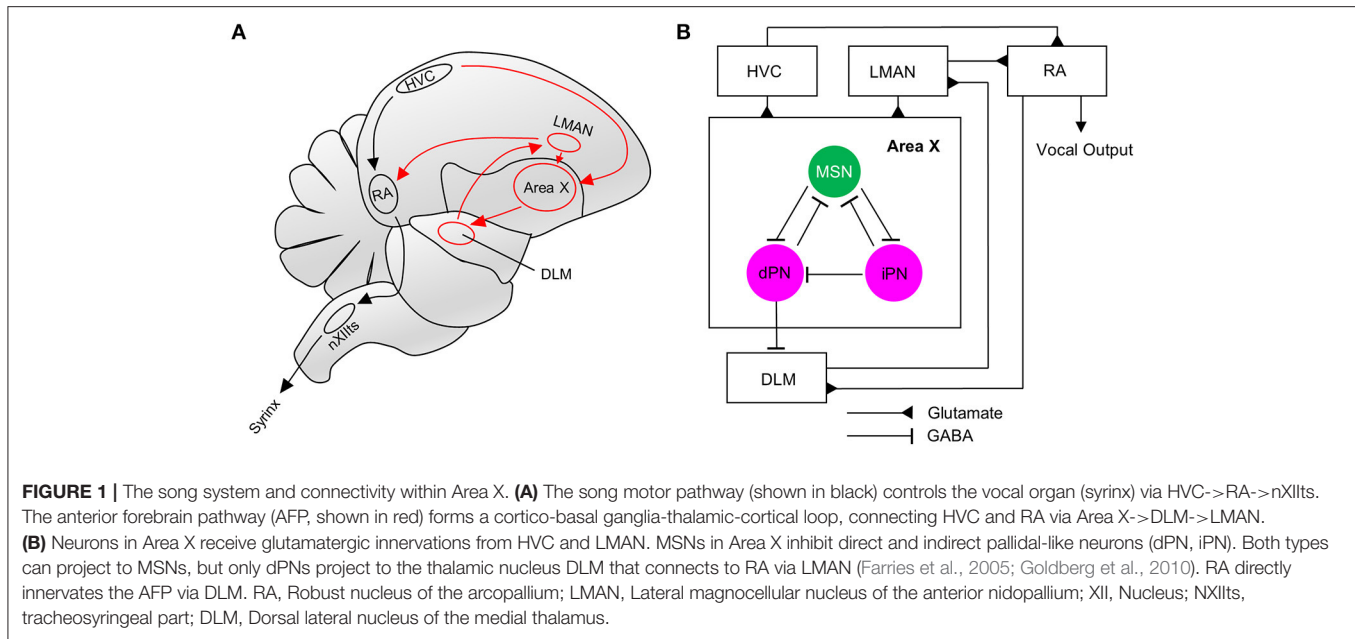 A
HVC
LMAN
Area X
RA
DLM
nXIIts
Syrinx
B
HVC
LMAN
RA
Area X
Vocal Output
MSN
dPN
iPN
DLM
Glutamate
GABA
FIGURE 1 | The song system and connectivity within Area X. (A) The song motor pathway (shown in black) controls the vocal organ (syrinx) via HVC->RA->nXIIts.
The anterior forebrain pathway (AFP, shown in red) forms a cortico-basal ganglia-thalamic-cortical loop, connecting HVC and RA via Area X->DLM->LMAN.
(B) Neurons in Area X receive glutamatergic innervations from HVC and LMAN. MSNs in Area X inhibit direct and indirect pallidal-like neurons (dPN, iPN). Both types
can project to MSNs, but only dPNs project to the thalamic nucleus DLM that connects to RA via LMAN (Farries et al., 2005; Goldberg et al., 2010). RA directly
innervates the AFP via DLM. RA, Robust nucleus of the arcopallium; LMAN, Lateral magnocellular nucleus of the anterior nidopallium; XII, Nucleus; NXIIts,
tracheosyringeal part; DLM, Dorsal lateral nucleus of the medial thalamus.